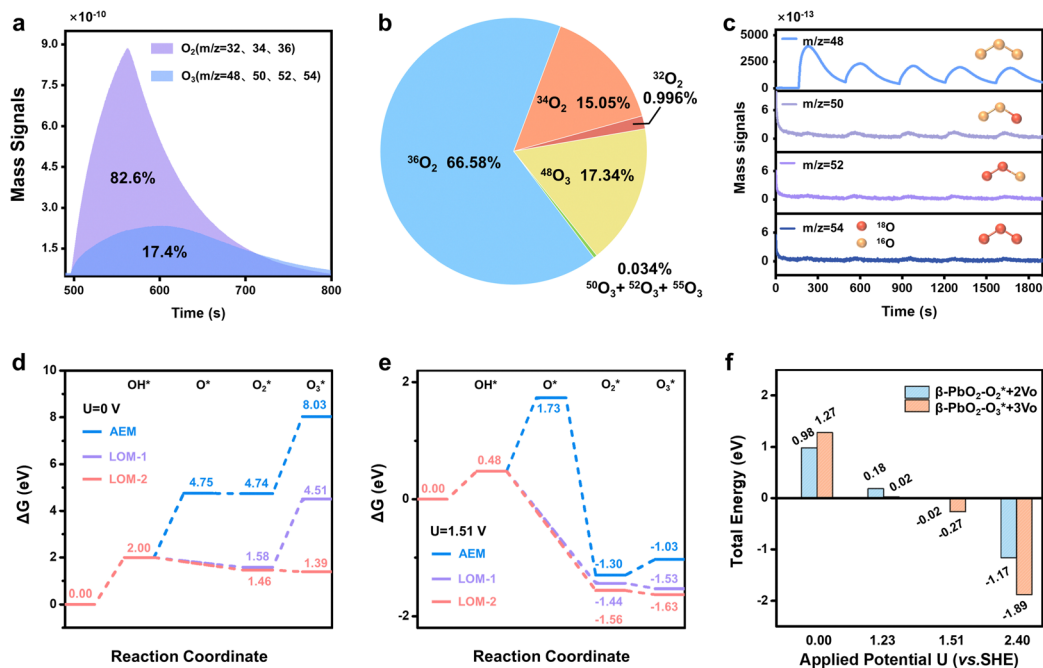 a
×10⁻¹⁰
9.0
7.5
6.0
4.5
3.0
1.5
Mass Signals
O₂(m/z=32、34、36)
O₃(m/z=48、50、52、54)
82.6%
17.4%
500
600
700
800
Time (s)
b
³²O₂
0.996%
³⁴O₂ 15.05%
³⁶O₂ 66.58%
⁴⁸O₃ 17.34%
0.034%
⁵⁰O₃+ ⁵²O₃+ ⁵⁵O₃
c
×10⁻¹³
Mass signals
5000
2500
0
m/z=48
6
0
m/z=50
6
0
m/z=52
6
0
m/z=54
¹⁸O
¹⁶O
0
300
600
900
1200
1500
1800
Time (s)
d
ΔG (eV)
10
8
6
4
2
0
OH*
O*
O₂*
O₃*
U=0 V
AEM
LOM-1
LOM-2
0.00
2.00
4.75
4.74
8.03
1.58
4.51
1.46
1.39
Reaction Coordinate
e
ΔG (eV)
2
0
-2
OH*
O*
O₂*
O₃*
0.00
0.48
1.73
U=1.51 V
AEM
LOM-1
LOM-2
-1.30
-1.03
-1.44
-1.53
-1.56
-1.63
Reaction Coordinate
f
Total Energy (eV)
2
1
0
-1
-2
β-PbO₂-O₂*+2Vo
β-PbO₂-O₃*+3Vo
0.98
1.27
0.18
0.02
-0.02
-0.27
-1.17
-1.89
0.00
1.23
1.51
2.40
Applied Potential U (vs.SHE)